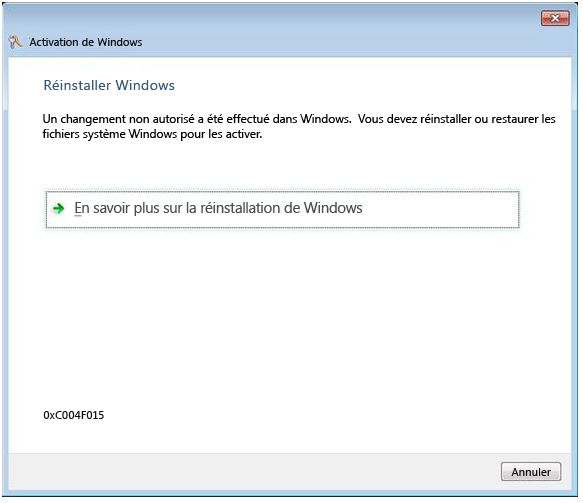 Activation de Windows
Réinstaller Windows
Un changement non autorisé a été effectué dans Windows.  Vous devez réinstaller ou restaurer les
fichiers système Windows pour les activer.
En savoir plus sur la réinstallation de Windows
0xC004F015
Annuler